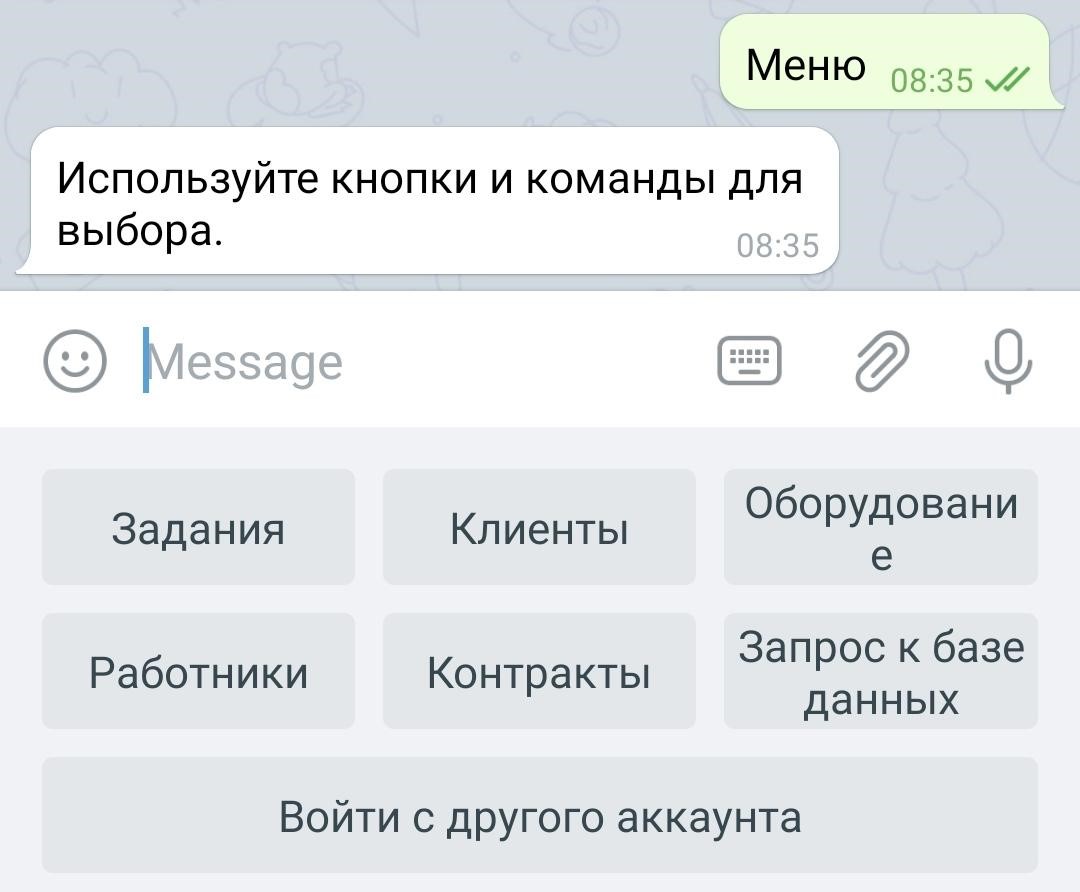 Меню 08:35
Используйте кнопки и команды для
выбора.
08:35
Message
Задания
Клиенты
Оборудовани
е
Работники
Контракты
Запрос к базе
данных
Войти с другого аккаунта